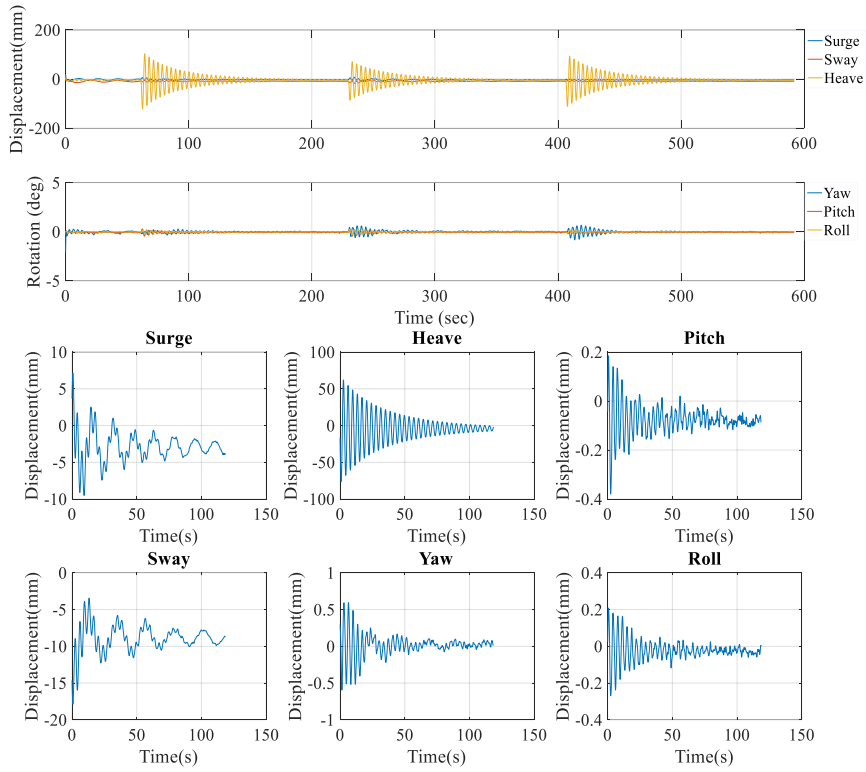 Displacement(mm)
200
0
-200
0 100 200 300 400 500 600
Surge
Sway
Heave
Rotation (deg)
5
0
-5
0 100 200 300 400 500 600
Time (sec)
Yaw
Pitch
Roll
Surge
Displacement(mm)
10
5
0
-5
-10
0 50 100 150
Time(s)
Heave
Displacement(mm)
100
50
0
-50
-100
0 50 100 150
Time(s)
Pitch
Displacement(mm)
0.2
0
-0.2
-0.4
0 50 100 150
Time(s)
Sway
Displacement(mm)
0
-5
-10
-15
-20
0 50 100 150
Time(s)
Yaw
Displacement(mm)
1
0.5
0
-0.5
-1
0 50 100 150
Time(s)
Roll
Displacement(mm)
0.4
0.2
0
-0.2
-0.4
0 50 100 150
Time(s)